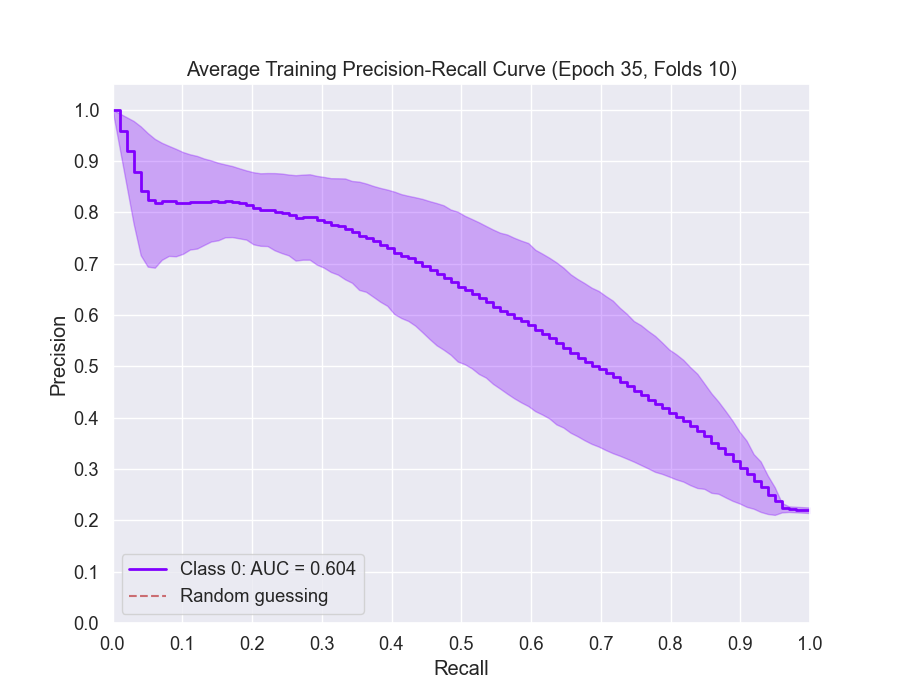 Average Training Precision-Recall Curve (Epoch 35, Folds 10)
Precision
1.0
0.9
0.8
0.7
0.6
0.5
0.4
0.3
0.2
0.1
0.0
Class 0: AUC = 0.604
Random guessing
0.0 0.1 0.2 0.3 0.4 0.5 0.6 0.7 0.8 0.9 1.0
Recall